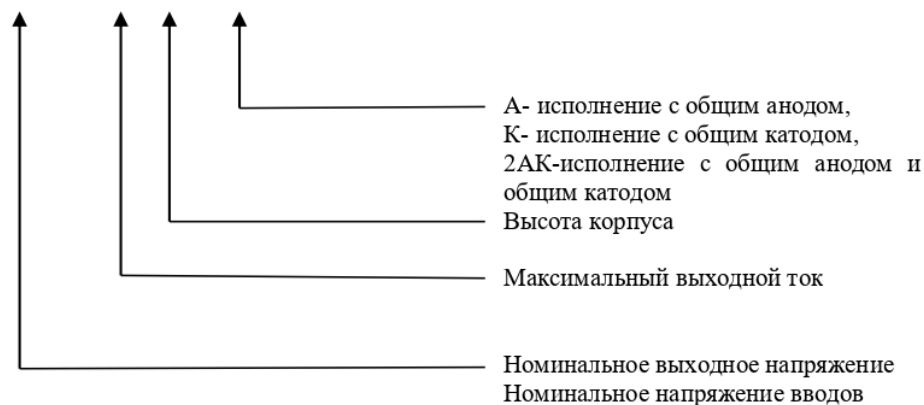 А- исполнение с общим анодом,
К- исполнение с общим катодом,
2АК-исполнение с общим анодом и
общим катодом
Высота корпуса
Максимальный выходной ток
Номинальное выходное напряжение
Номинальное напряжение вводов